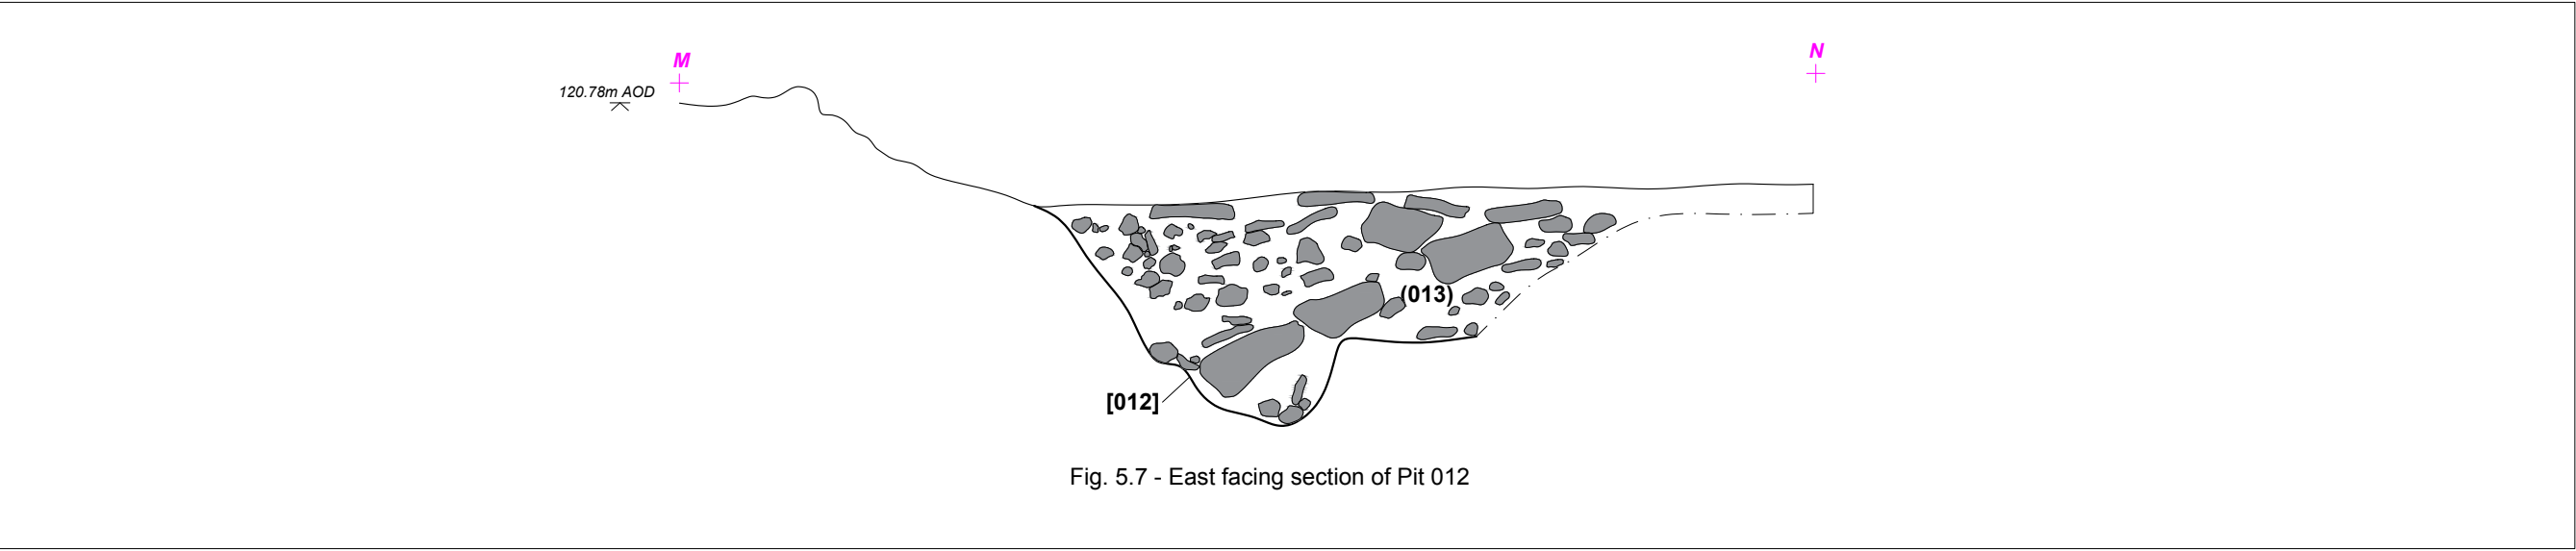 M
N
120.78m AOD
(013)
[012]
Fig. 5.7 - East facing section of Pit 012